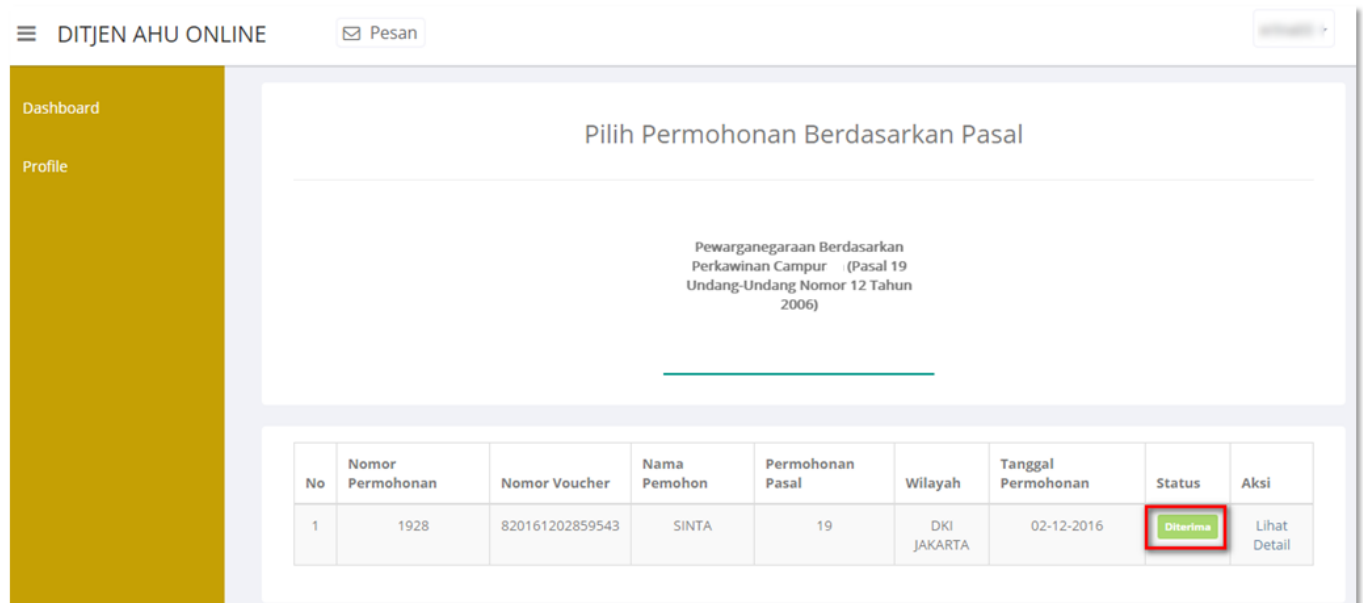 DITJEN AHU ONLINE
Pesan
Dashboard
Profile
Pilih Permohonan Berdasarkan Pasal
Pewarganegaraan Berdasarkan
Perkawinan Campur (Pasal 19
Undang-Undang Nomor 12 Tahun
2006)
No Nomor Permohonan Nomor Voucher Nama Pemohon Permohonan Pasal Wilayah Tanggal Permohonan Status Aksi
1 1928 820161202859543 SINTA 19 DKI JAKARTA 02-12-2016 Diterima Lihat Detail